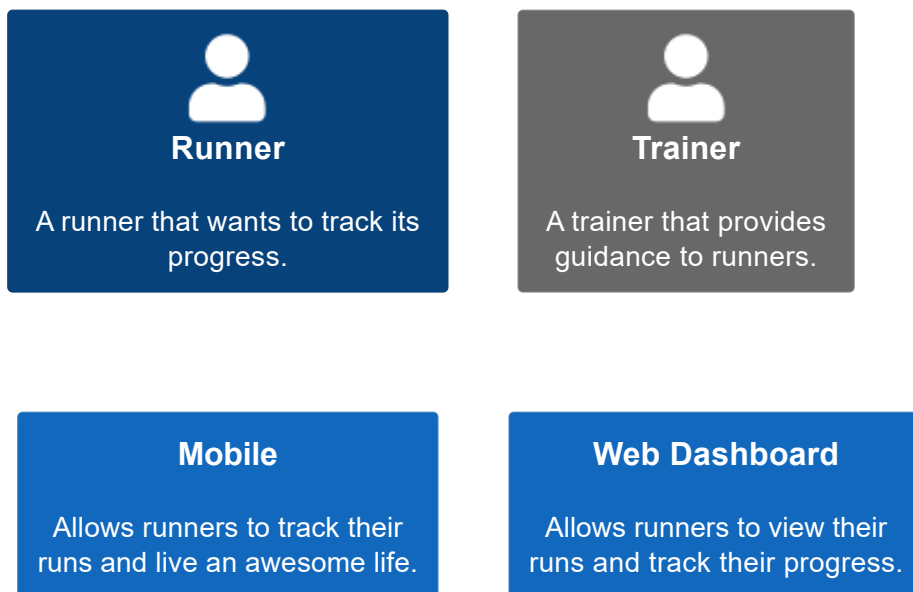 Runner
A runner that wants to track its
progress.
Trainer
A trainer that provides
guidance to runners.
Mobile
Allows runners to track their
runs and live an awesome life.
Web Dashboard
Allows runners to view their
runs and track their progress.